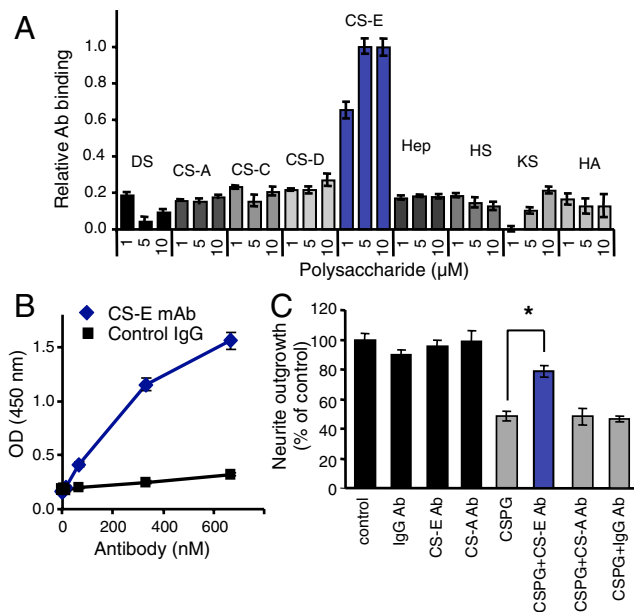 A
Relative Ab binding
1.0
0.8
0.6
0.4
0.2
0.0
DS
CS-A
CS-C
CS-D
CS-E
Hep
HS
KS
HA
1 5 10 1 5 10 1 5 10 1 5 10 1 5 10 1 5 10 1 5 10 1 5 10 1 5 10
Polysaccharide (µM)
B
CS-E mAb
Control IgG
OD (450 nm)
1.5
1.0
0.5
0.0
0 200 400 600
Antibody (nM)
C
*
Neurite outgrowth
(% of control)
120
100
80
60
40
20
0
control
IgG Ab
CS-E Ab
CS-A Ab
CSPG
CSPG+CS-E Ab
CSPG+CS-A Ab
CSPG+IgG Ab